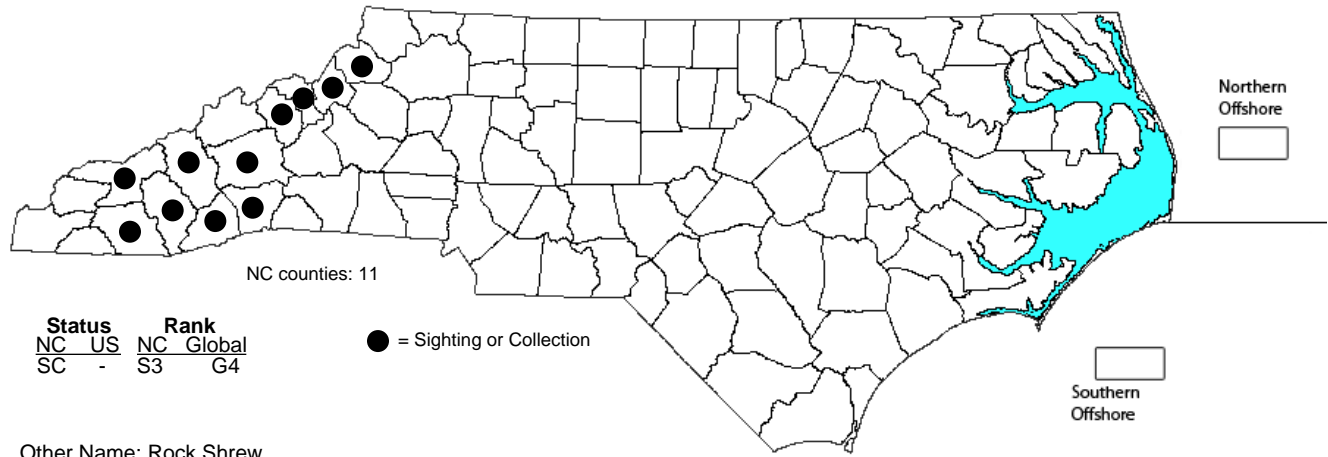 Northern
Offshore
NC counties: 11
Status Rank
NC US NC Global
SC - S3 G4
= Sighting or Collection
Southern
Offshore
Other Name: Rock Shrew